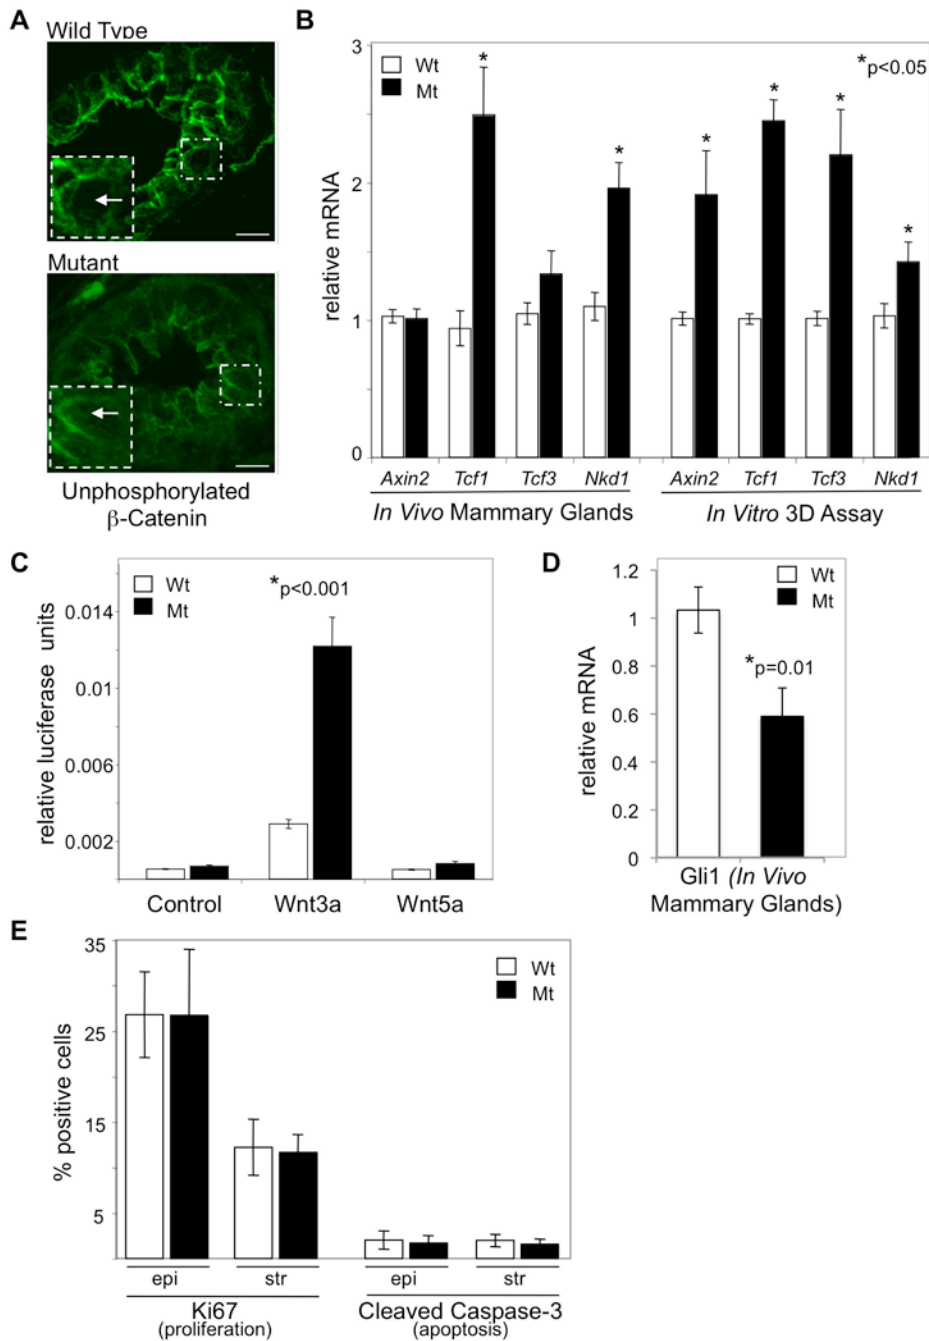 A
Wild Type
Mutant
Unphosphorylated
β-Catenin
B
3
2
1
0
relative mRNA
Wt
Mt
*p<0.05
*
*
*
*
*
*
Axin2 Tcf1 Tcf3 Nkd1 Axin2 Tcf1 Tcf3 Nkd1
In Vivo Mammary Glands In Vitro 3D Assay
C
relative luciferase units
0.014
0.01
0.006
0.002
Wt
Mt
*p<0.001
Control Wnt3a Wnt5a
D
relative mRNA
1.2
1
0.8
0.6
0.4
0.2
0
Wt
Mt
*p=0.01
Gli1 (In Vivo
Mammary Glands)
E
% positive cells
35
25
15
5
Wt
Mt
epi str epi str
Ki67 Cleaved Caspase-3
(proliferation) (apoptosis)